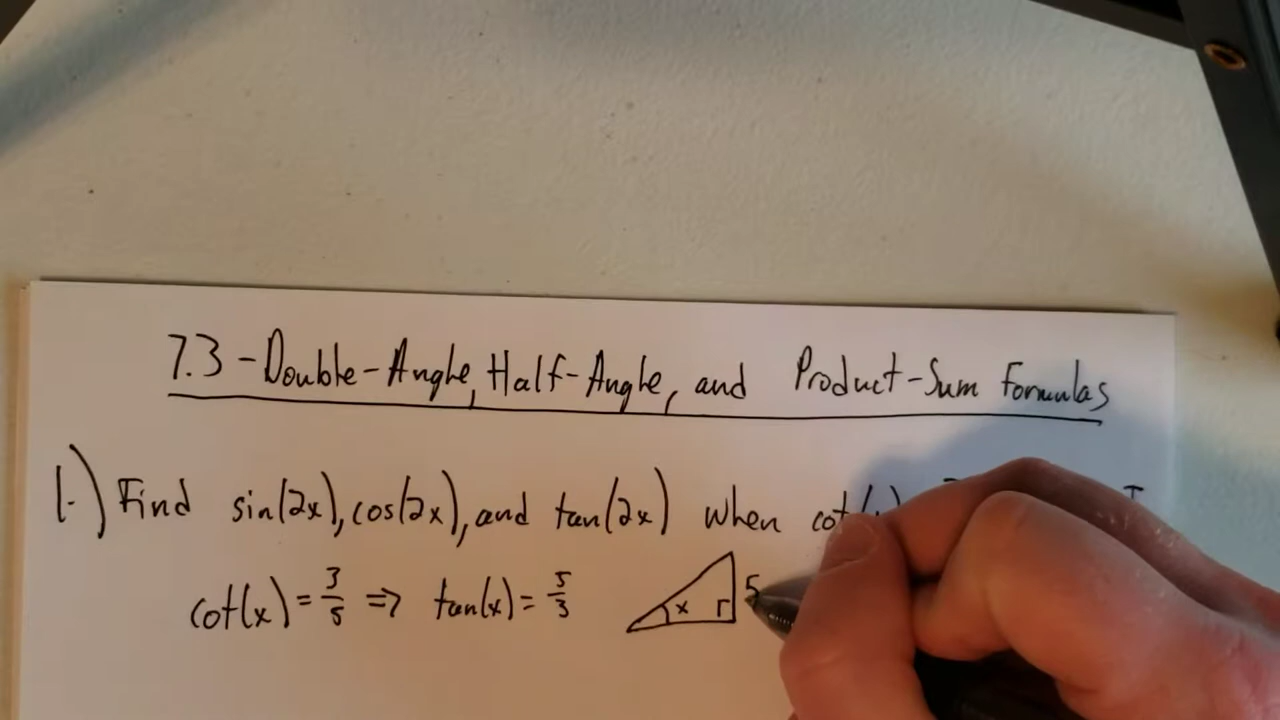 7.3 - Double-Angle, Half-Angle, and Product-Sum Formulas
1.) Find sin(2x), cos(2x), and tan(2x) when cot(x)
cot(x) = 3/5 ⇒ tan(x) = 5/3 x 5